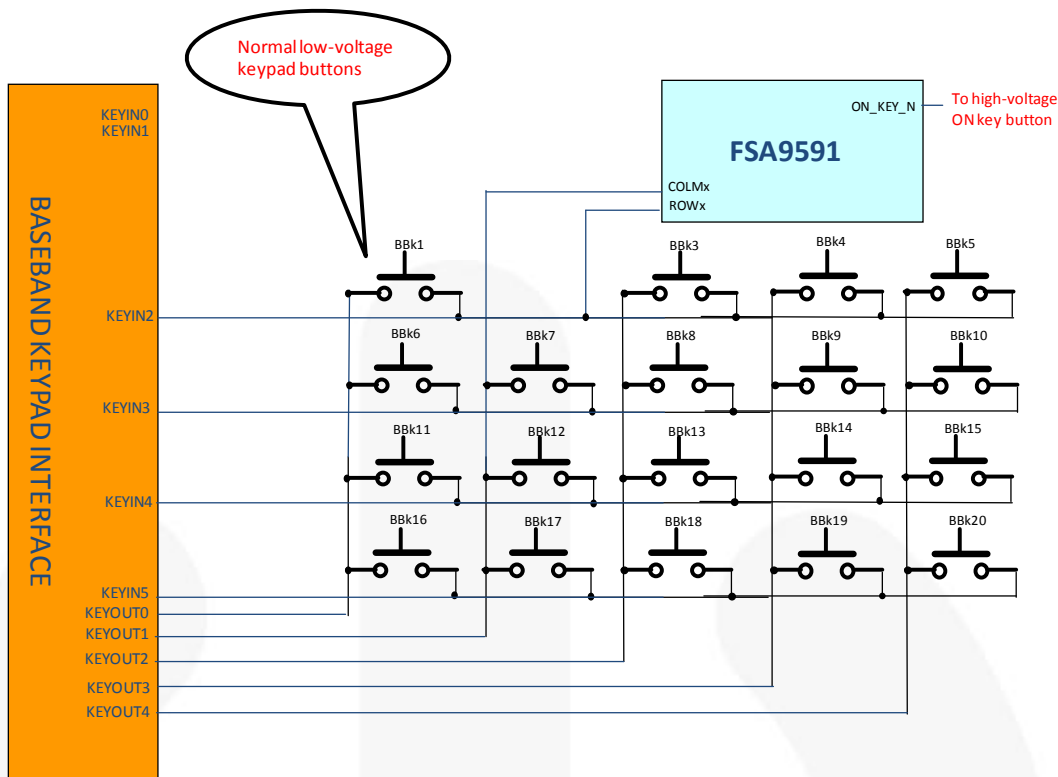 Normal low-voltage
keypad buttons
KEYIN0
KEYIN1
ON_KEY_N
To high-voltage
ON key button
FSA9591
COLMx
ROWx
BASEBAND KEYPAD INTERFACE
BBk1
BBk3
BBk4
BBk5
KEYIN2
BBk6
BBk7
BBk8
BBk9
BBk10
KEYIN3
BBk11
BBk12
BBk13
BBk14
BBk15
KEYIN4
BBk16
BBk17
BBk18
BBk19
BBk20
KEYIN5
KEYOUT0
KEYOUT1
KEYOUT2
KEYOUT3
KEYOUT4